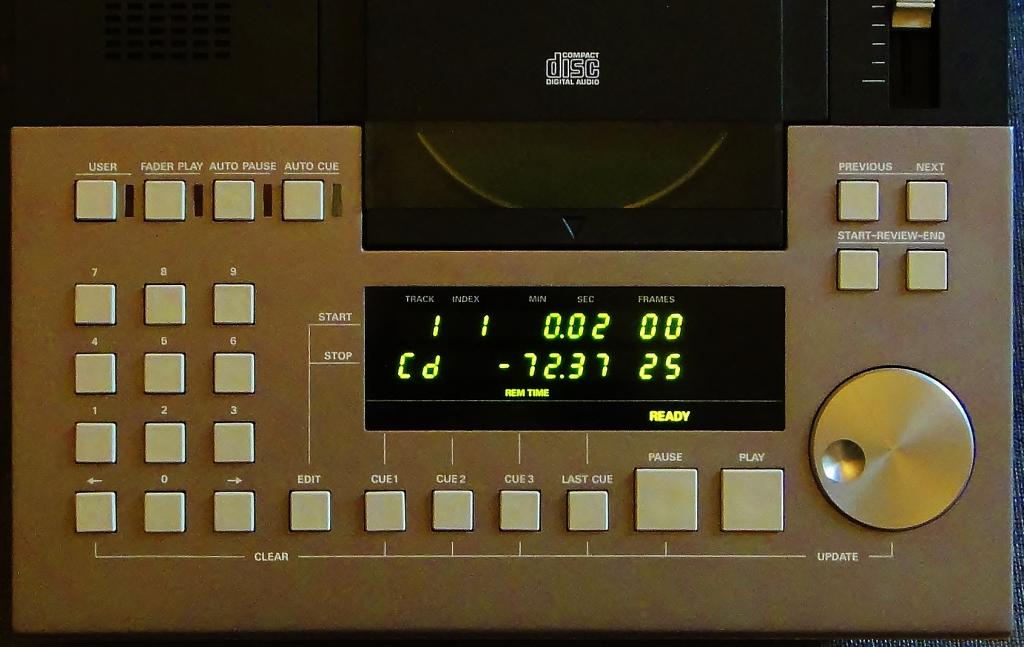 COMPACT
disc
DIGITAL AUDIO
USER FADER PLAY AUTO PAUSE AUTO CUE
PREVIOUS NEXT
START-REVIEW-END
7 8 9
TRACK INDEX MIN SEC FRAMES
START 1 1 0.02 00
4 5 6
STOP Cd -72.37 25
REM TIME
READY
1 2 3
PAUSE PLAY
← 0 → EDIT CUE 1 CUE 2 CUE 3 LAST CUE
CLEAR UPDATE